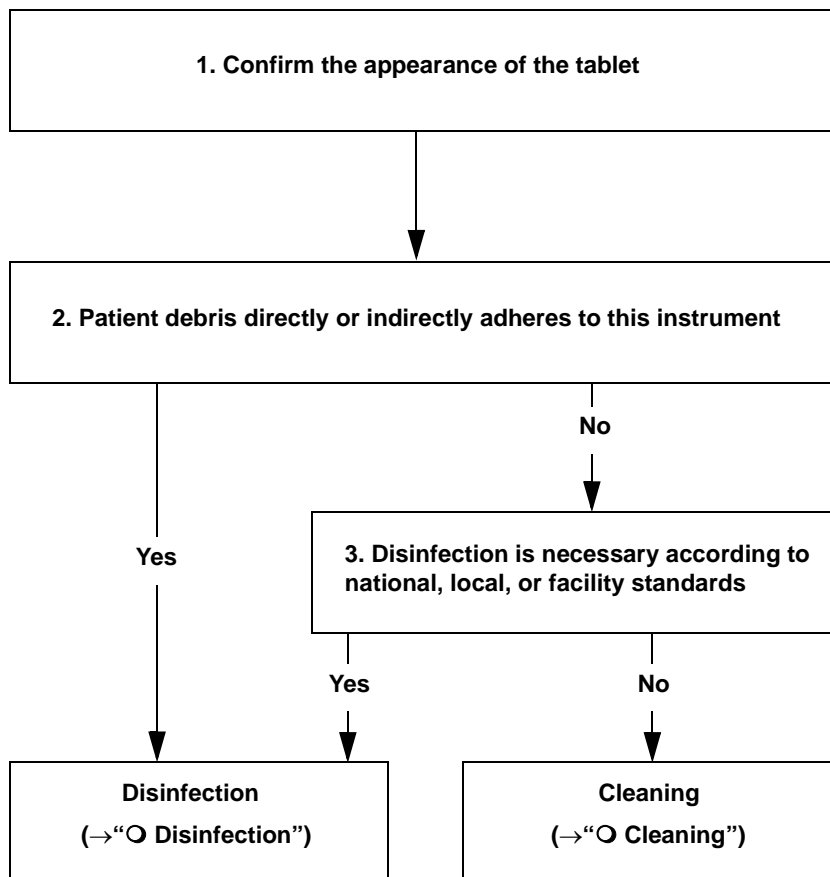 1. Confirm the appearance of the tablet
2. Patient debris directly or indirectly adheres to this instrument
No
3. Disinfection is necessary according to
national, local, or facility standards
Yes
Yes
No
Disinfection
(→“❍ Disinfection”)
Cleaning
(→“❍ Cleaning”)